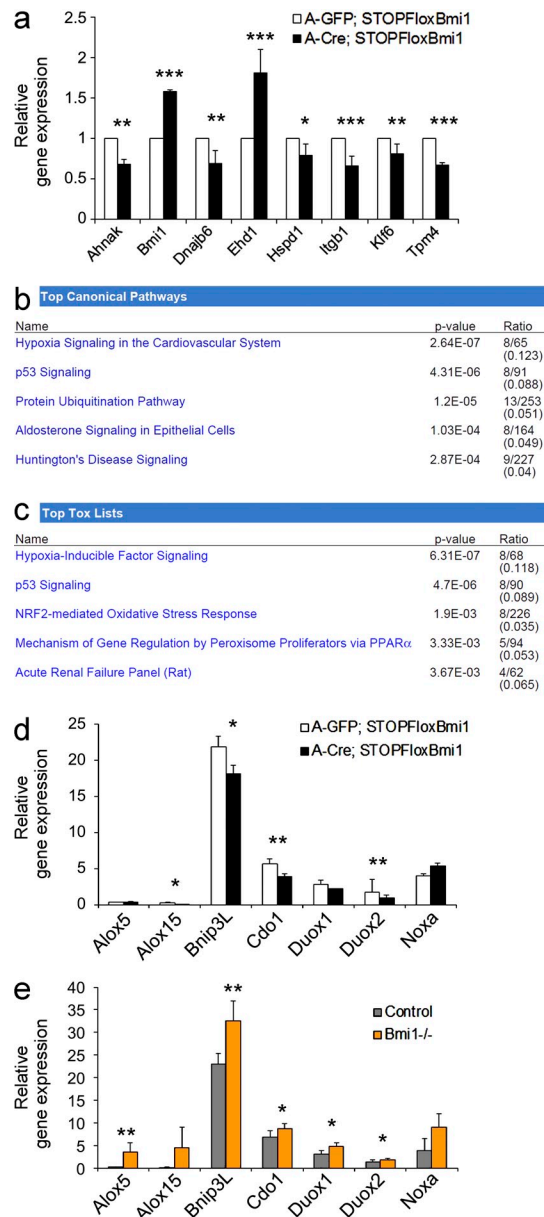 a
A-GFP; STOPFloxBmi1
A-Cre; STOPFloxBmi1
Relative
gene expression
2.5
2
1.5
1
0.5
0
** *** ** *** * *** ** ***
Ahnak Bmi1 Dnajb6 Ehd1 Hspd1 Itgb1 Klf6 Tpm4
b
Top Canonical Pathways
Name p-value Ratio
Hypoxia Signaling in the Cardiovascular System 2.64E-07 8/65
(0.123)
p53 Signaling 4.31E-06 8/91
(0.088)
Protein Ubiquitination Pathway 1.2E-05 13/253
(0.051)
Aldosterone Signaling in Epithelial Cells 1.03E-04 8/164
(0.049)
Huntington's Disease Signaling 2.87E-04 9/227
(0.04)
c
Top Tox Lists
Name p-value Ratio
Hypoxia-Inducible Factor Signaling 6.31E-07 8/68
(0.118)
p53 Signaling 4.7E-06 8/90
(0.089)
NRF2-mediated Oxidative Stress Response 1.9E-03 8/226
(0.035)
Mechanism of Gene Regulation by Peroxisome Proliferators via PPARα 3.33E-03 5/94
(0.053)
Acute Renal Failure Panel (Rat) 3.67E-03 4/62
(0.065)
d
A-GFP; STOPFloxBmi1
A-Cre; STOPFloxBmi1
Relative
gene expression
25
20
15
10
5
0
* * ** **
Alox5 Alox15 Bnip3L Cdo1 Duox1 Duox2 Noxa
e
Control
Bmi1-/-
Relative
gene expression
40
35
30
25
20
15
10
5
0
** ** * * *
Alox5 Alox15 Bnip3L Cdo1 Duox1 Duox2 Noxa